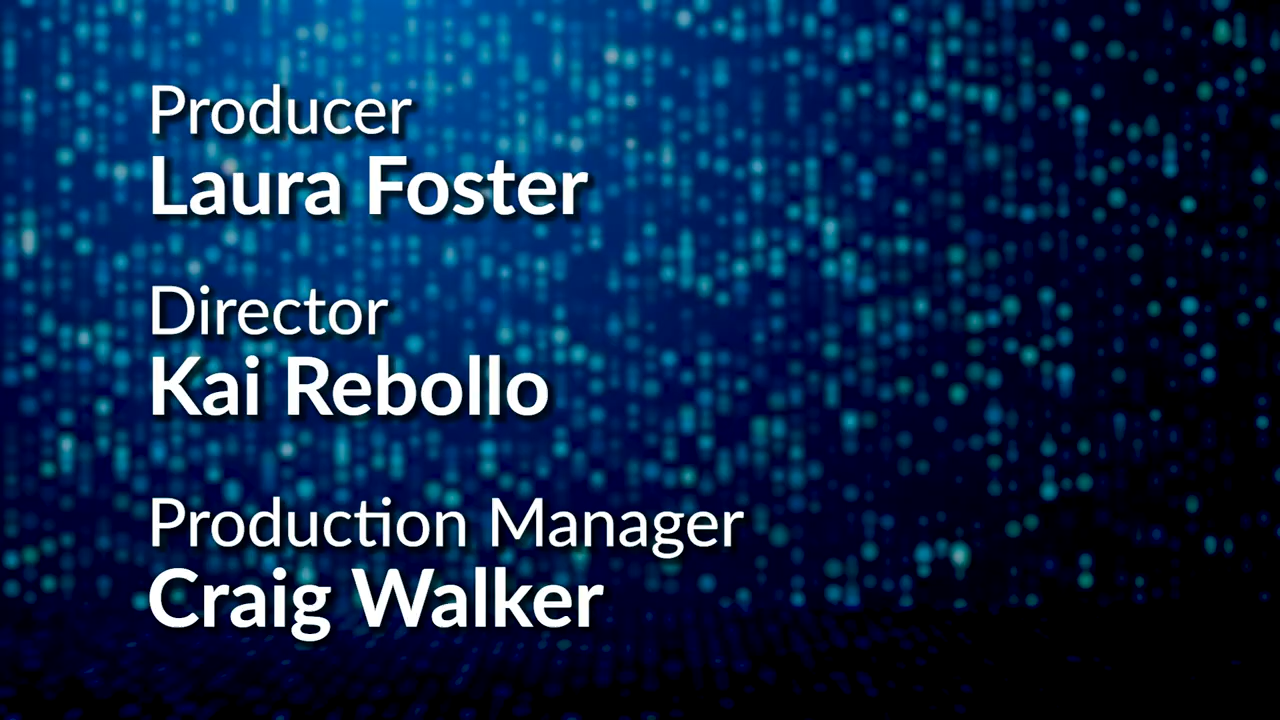 Producer
Laura Foster
Director
Kai Rebollo
Production Manager
Craig Walker